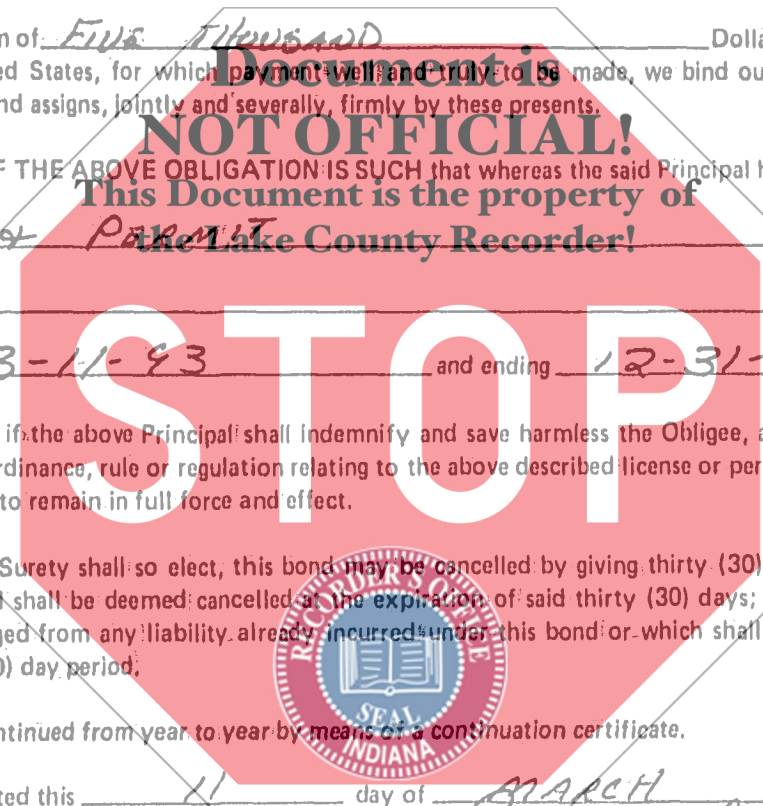 n of FIVE THOUSAND Dolla
Document is
ed States, for which payment well and truly to be made, we bind ou
nd assigns, jointly and severally, firmly by these presents.
NOT OFFICIAL!
F THE ABOVE OBLIGATION IS SUCH that whereas the said Principal h
This Document is the property of
PERMIT
the Lake County Recorder!
STOP
3-11-93 and ending 12-31-
if the above Principal shall indemnify and save harmless the Obligee, a
rdinance, rule or regulation relating to the above described license or per
to remain in full force and effect.
Surety shall so elect, this bond may be cancelled by giving thirty (30)
d shall be deemed cancelled at the expiration of said thirty (30) days;
ged from any liability already incurred under this bond or which shall
0) day period.
RECORDER'S OFFICE
SEAL
INDIANA
ntinued from year to year by means of a continuation certificate.
ted this 11 day of MARCH